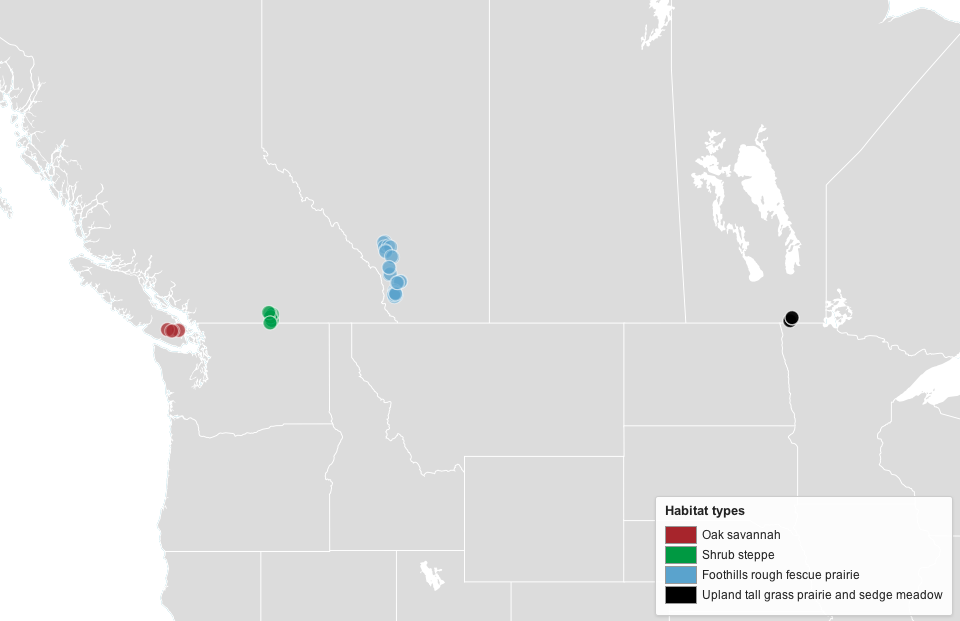 Habitat types
Oak savannah
Shrub steppe
Foothills rough fescue prairie
Upland tall grass prairie and sedge meadow